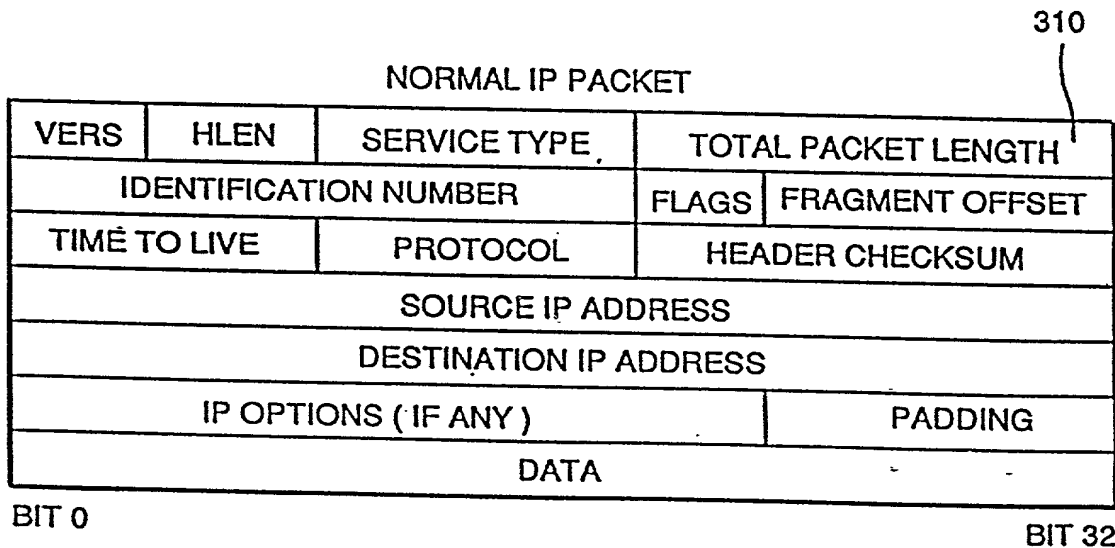 310
NORMAL IP PACKET
VERS HLEN SERVICE TYPE TOTAL PACKET LENGTH
IDENTIFICATION NUMBER FLAGS FRAGMENT OFFSET
TIME TO LIVE PROTOCOL HEADER CHECKSUM
SOURCE IP ADDRESS
DESTINATION IP ADDRESS
IP OPTIONS ( IF ANY ) PADDING
DATA
BIT 0 BIT 32